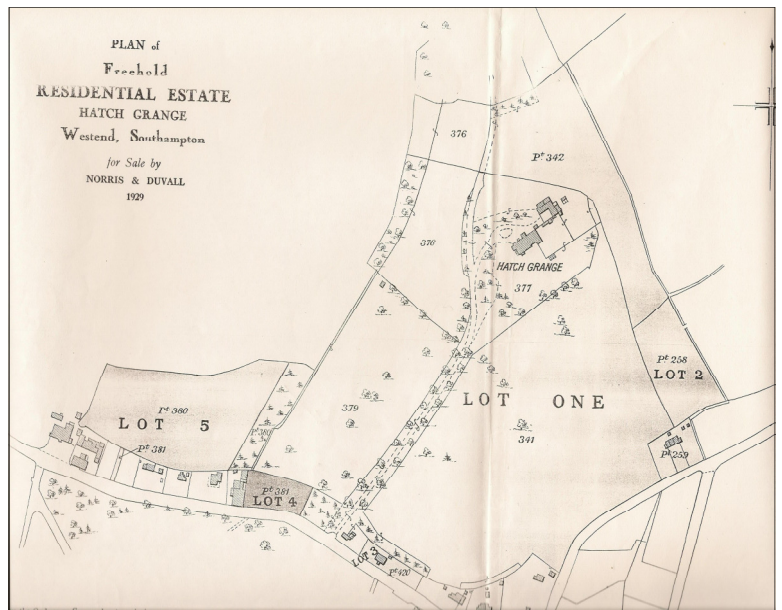 PLAN of
Freehold
RESIDENTIAL ESTATE
HATCH GRANGE
Westend, Southampton
for Sale by
NORRIS & DUVALL
1929
376
Pt 342
376
HATCH GRANGE
377
Pt 258
LOT 2
LOT ONE
Pt 360
LOT 5
379
341
Pt 381
Pt 380
Pt 259
Pt 381
LOT 4
LOT 3
Pt 420